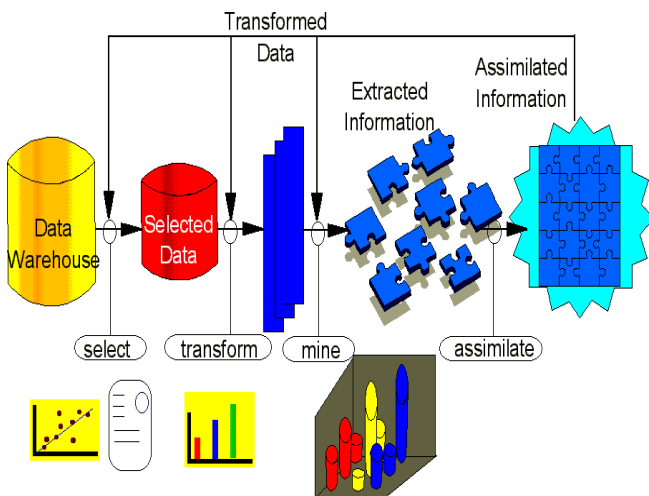 Transformed
Data
Extracted
Information
Assimilated
Information
Data
Warehouse
Selected
Data
select
transform
mine
assimilate